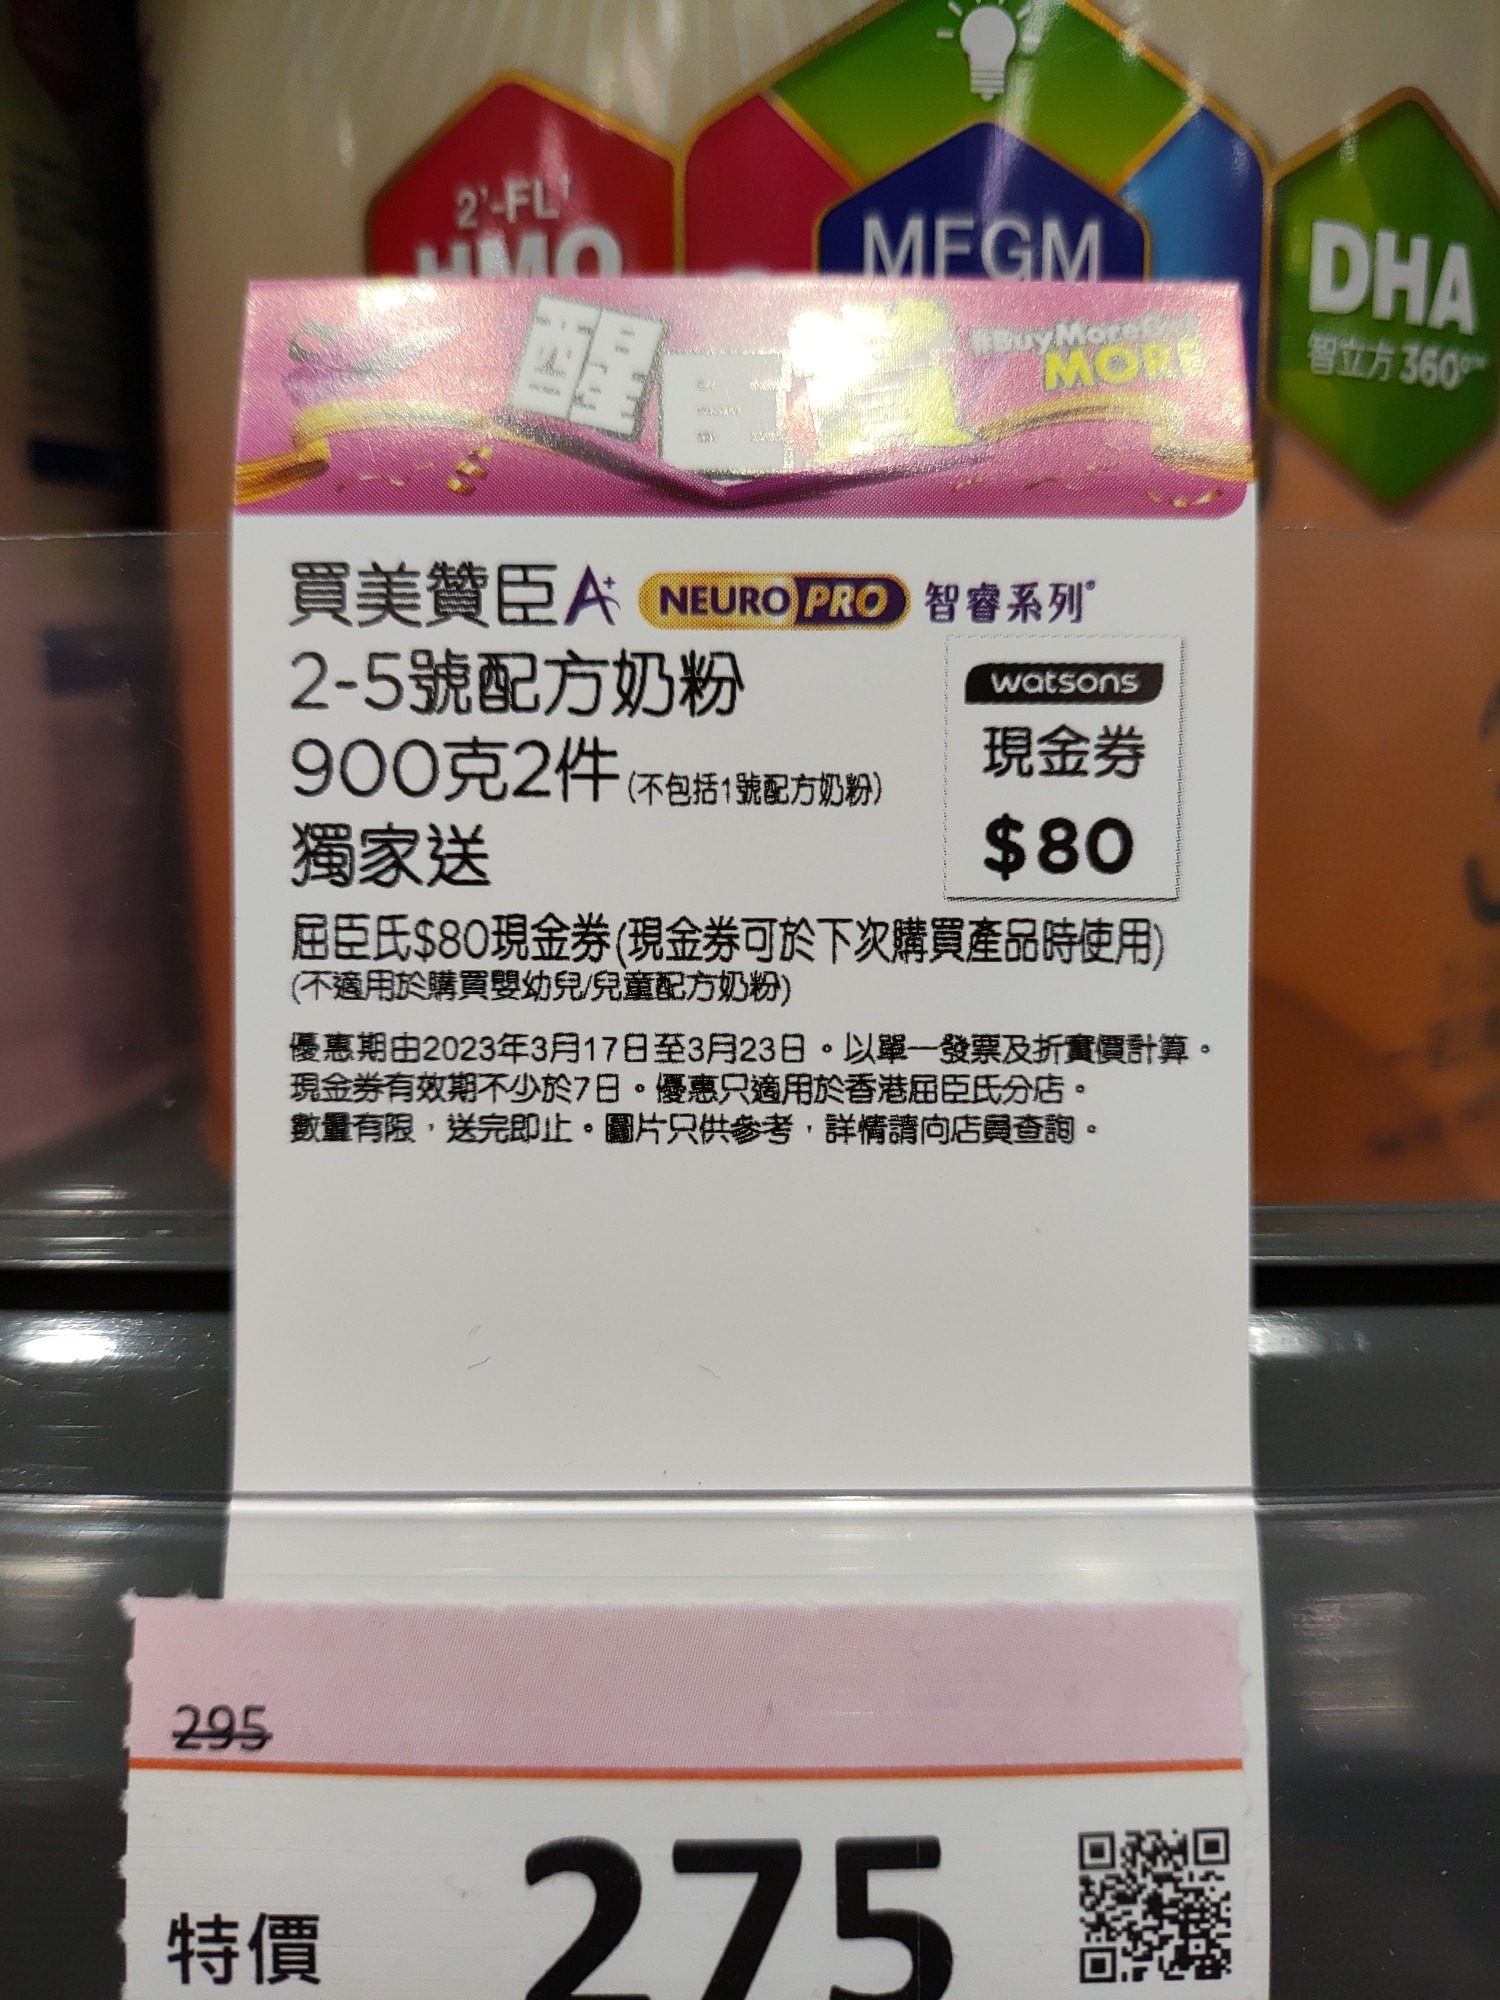 2'-FL†
HMO
MFGM
DHA
智立方360°™
醒目賞
#BuyMoreGet
MORE
買美贊臣A+ NEUROPRO 智睿系列®
2-5號配方奶粉
900克2件(不包括1號配方奶粉)
獨家送
watsons
現金券
$80
屈臣氏$80現金券(現金券可於下次購買產品時使用)
(不適用於購買嬰幼兒/兒童配方奶粉)
優惠期由2023年3月17日至3月23日。以單一發票及折實價計算。
現金券有效期不少於7日。優惠只適用於香港屈臣氏分店。
數量有限，送完即止。圖片只供參考，詳情請向店員查詢。
295
特價
275